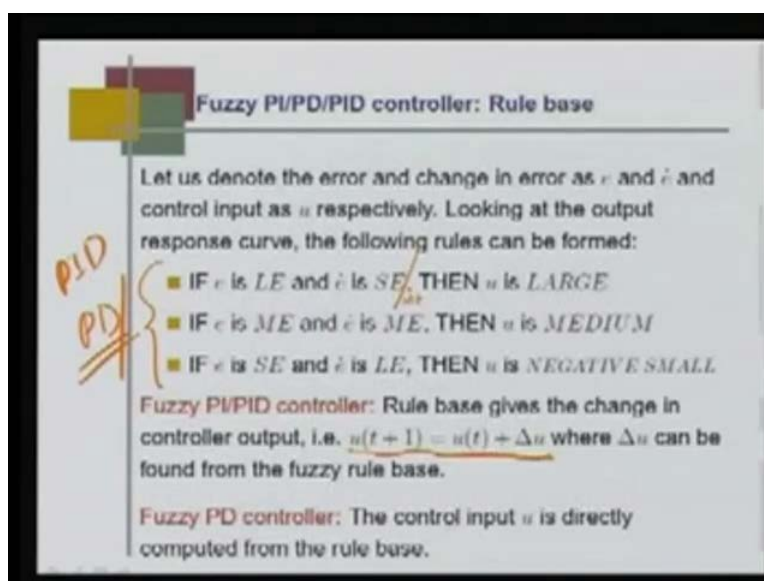 Fuzzy PI/PD/PID controller: Rule base
Let us denote the error and change in error as e and ė and
control input as u respectively. Looking at the output
response curve, the following rules can be formed:
PID
PD
IF e is LE and ė is SE, THEN u is LARGE
IF e is ME and ė is ME, THEN u is MEDIUM
IF e is SE and ė is LE, THEN u is NEGATIVE SMALL
Fuzzy PI/PID controller: Rule base gives the change in
controller output, i.e. u(t + 1) = u(t) + Δu where Δu can be
found from the fuzzy rule base.
Fuzzy PD controller: The control input u is directly
computed from the rule base.